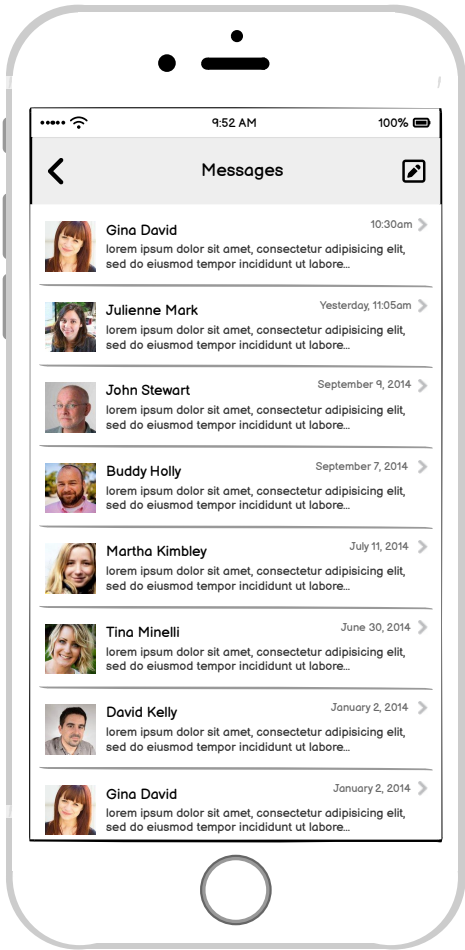 9:52 AM
100%
Messages
Gina David
10:30am
lorem ipsum dolor sit amet, consectetur adipisicing elit,
sed do eiusmod tempor incididunt ut labore...
Julienne Mark
Yesterday, 11:05am
lorem ipsum dolor sit amet, consectetur adipisicing elit,
sed do eiusmod tempor incididunt ut labore...
John Stewart
September 9, 2014
lorem ipsum dolor sit amet, consectetur adipisicing elit,
sed do eiusmod tempor incididunt ut labore...
Buddy Holly
September 7, 2014
lorem ipsum dolor sit amet, consectetur adipisicing elit,
sed do eiusmod tempor incididunt ut labore...
Martha Kimbley
July 11, 2014
lorem ipsum dolor sit amet, consectetur adipisicing elit,
sed do eiusmod tempor incididunt ut labore...
Tina Minelli
June 30, 2014
lorem ipsum dolor sit amet, consectetur adipisicing elit,
sed do eiusmod tempor incididunt ut labore...
David Kelly
January 2, 2014
lorem ipsum dolor sit amet, consectetur adipisicing elit,
sed do eiusmod tempor incididunt ut labore...
Gina David
January 2, 2014
lorem ipsum dolor sit amet, consectetur adipisicing elit,
sed do eiusmod tempor incididunt ut labore...